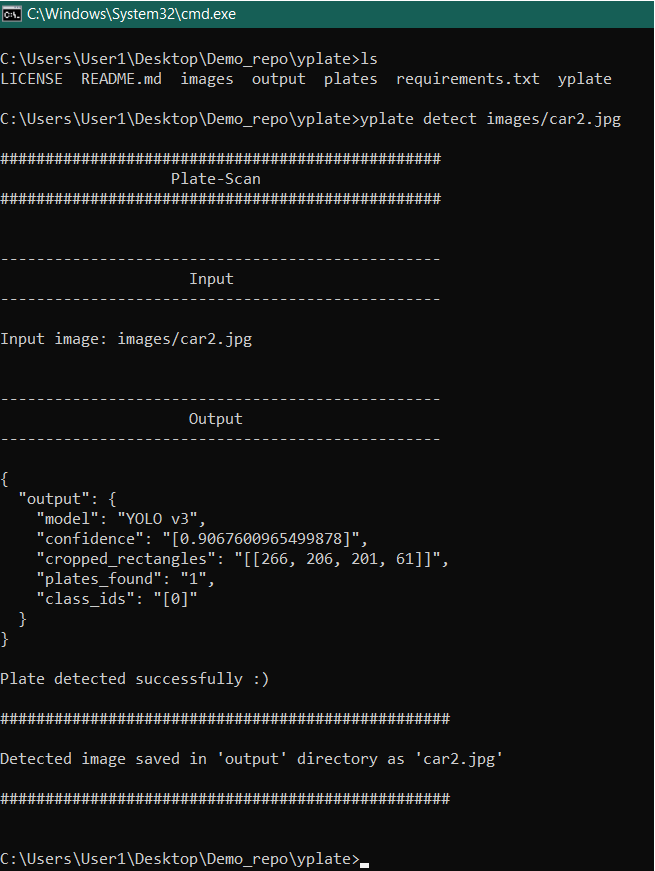 C:\Windows\System32\cmd.exe
C:\Users\User1\Desktop\Demo_repo\yplate>ls
LICENSE  README.md  images  output  plates  requirements.txt  yplate
C:\Users\User1\Desktop\Demo_repo\yplate>yplate detect images/car2.jpg
#################################################
Plate-Scan
#################################################
-------------------------------------------------
Input
-------------------------------------------------
Input image: images/car2.jpg
-------------------------------------------------
Output
-------------------------------------------------
{
  "output": {
    "model": "YOLO v3",
    "confidence": "[0.9067600965499878]",
    "cropped_rectangles": "[[266, 206, 201, 61]]",
    "plates_found": "1",
    "class_ids": "[0]"
  }
}
Plate detected successfully :)
##################################################
Detected image saved in 'output' directory as 'car2.jpg'
##################################################
C:\Users\User1\Desktop\Demo_repo\yplate>